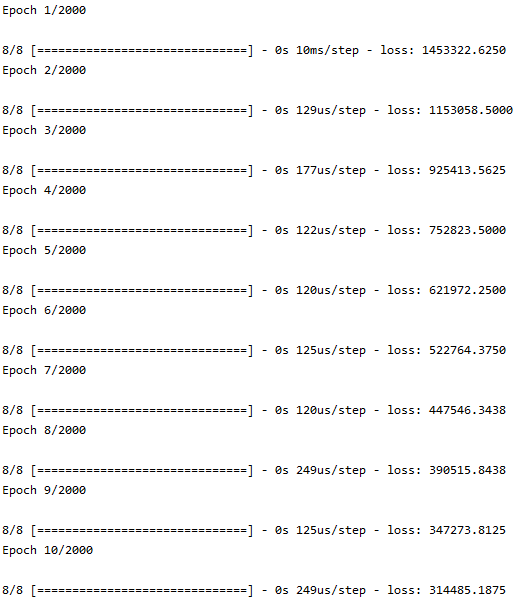 Epoch 1/2000
8/8 [==============================] - 0s 10ms/step - loss: 1453322.6250
Epoch 2/2000
8/8 [==============================] - 0s 129us/step - loss: 1153058.5000
Epoch 3/2000
8/8 [==============================] - 0s 177us/step - loss: 925413.5625
Epoch 4/2000
8/8 [==============================] - 0s 122us/step - loss: 752823.5000
Epoch 5/2000
8/8 [==============================] - 0s 120us/step - loss: 621972.2500
Epoch 6/2000
8/8 [==============================] - 0s 125us/step - loss: 522764.3750
Epoch 7/2000
8/8 [==============================] - 0s 120us/step - loss: 447546.3438
Epoch 8/2000
8/8 [==============================] - 0s 249us/step - loss: 390515.8438
Epoch 9/2000
8/8 [==============================] - 0s 125us/step - loss: 347273.8125
Epoch 10/2000
8/8 [==============================] - 0s 249us/step - loss: 314485.1875